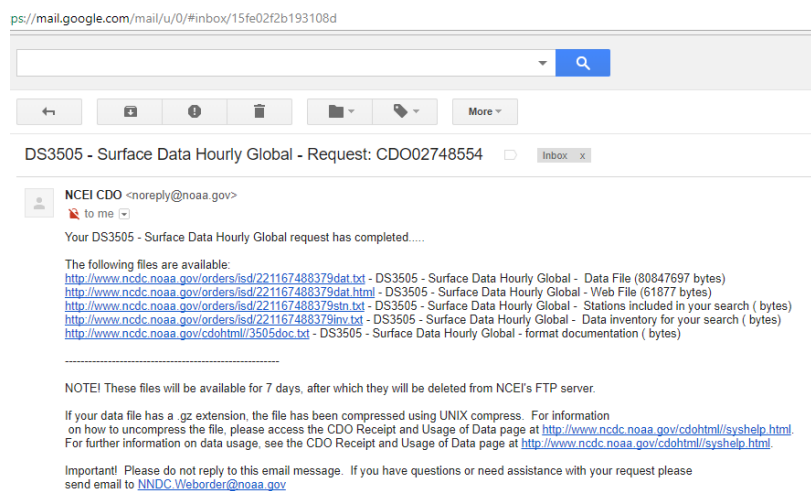 ps://mail.google.com/mail/u/0/#inbox/15fe02f2b193108d
More
DS3505 - Surface Data Hourly Global - Request: CDO02748554 Inbox x
NCEI CDO <noreply@noaa.gov>
to me
Your DS3505 - Surface Data Hourly Global request has completed.....
The following files are available:
http://www.ncdc.noaa.gov/orders/isd/221167488379dat.txt - DS3505 - Surface Data Hourly Global - Data File (80847697 bytes)
http://www.ncdc.noaa.gov/orders/isd/221167488379dat.html - DS3505 - Surface Data Hourly Global - Web File (61877 bytes)
http://www.ncdc.noaa.gov/orders/isd/221167488379stn.txt - DS3505 - Surface Data Hourly Global - Stations included in your search ( bytes)
http://www.ncdc.noaa.gov/orders/isd/221167488379inv.txt - DS3505 - Surface Data Hourly Global - Data inventory for your search ( bytes)
http://www.ncdc.noaa.gov/cdohtml//3505doc.txt - DS3505 - Surface Data Hourly Global - format documentation ( bytes)
-------------------------------------------------------
NOTE! These files will be available for 7 days, after which they will be deleted from NCEI's FTP server.
If your data file has a .gz extension, the file has been compressed using UNIX compress. For information
on how to uncompress the file, please access the CDO Receipt and Usage of Data page at http://www.ncdc.noaa.gov/cdohtml//syshelp.html.
For further information on data usage, see the CDO Receipt and Usage of Data page at http://www.ncdc.noaa.gov/cdohtml//syshelp.html.
Important! Please do not reply to this email message. If you have questions or need assistance with your request please
send email to NNDC.Weborder@noaa.gov